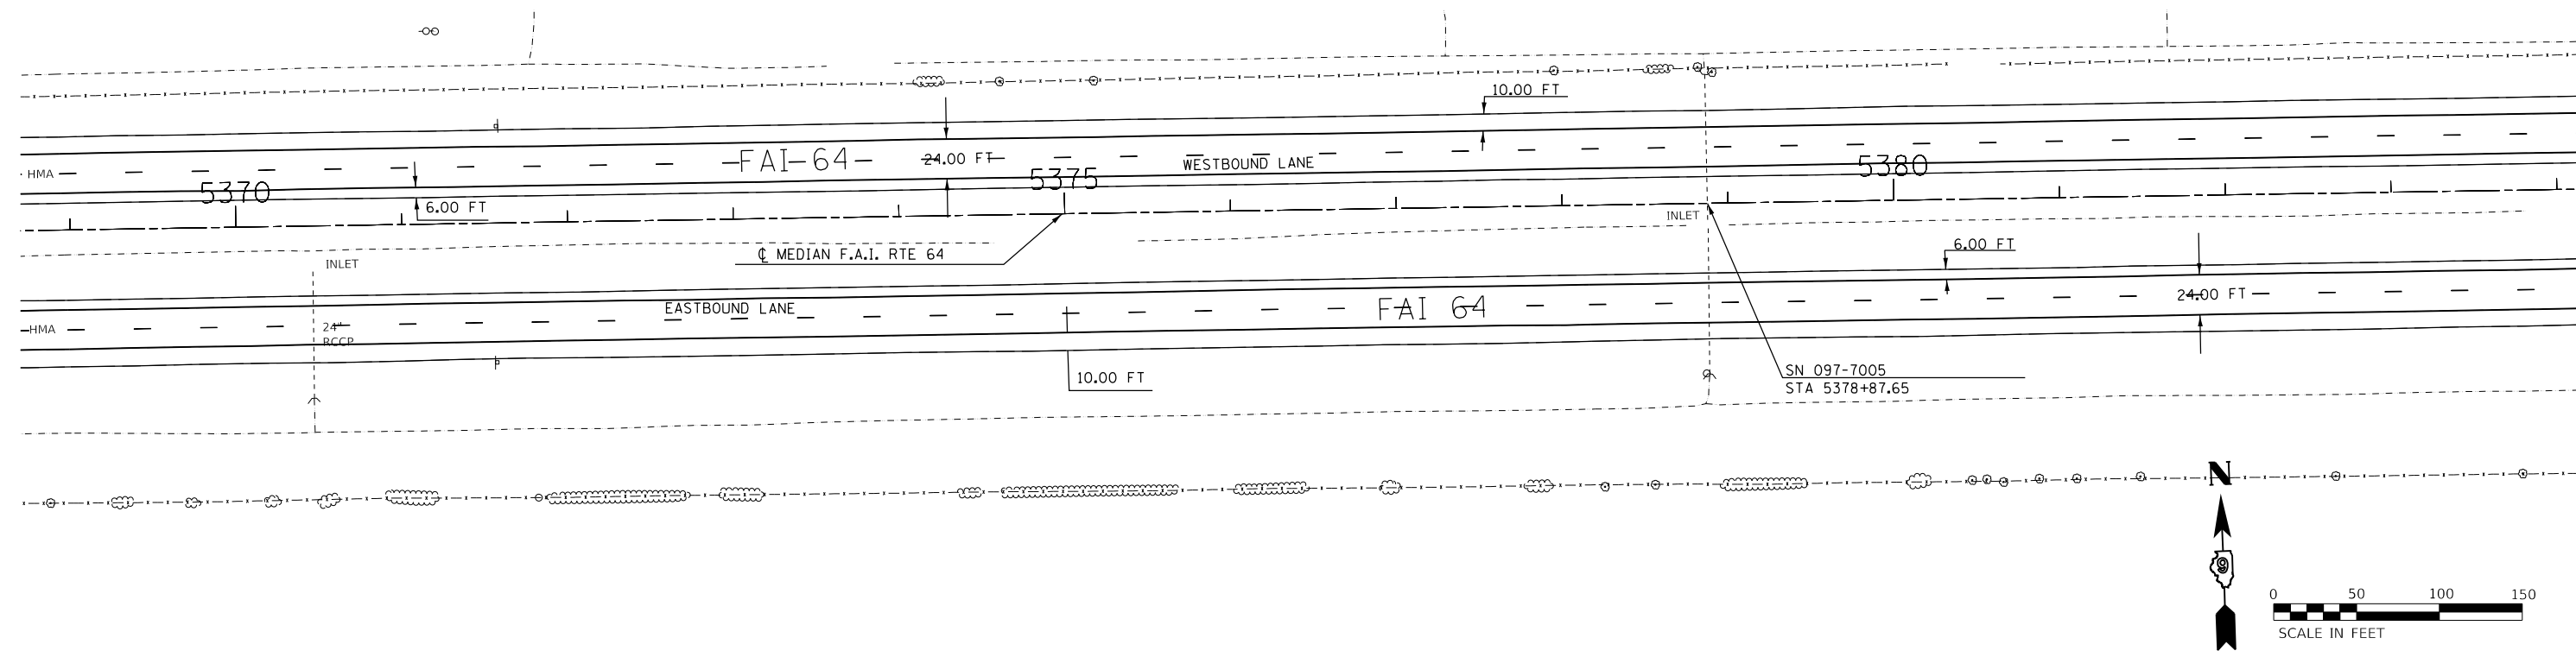 10.00 FT
FAI 64
24.00 FT
WESTBOUND LANE
HMA
5370
5375
5380
6.00 FT
INLET
℄ MEDIAN F.A.I. RTE 64
INLET
6.00 FT
EASTBOUND LANE
FAI 64
24.00 FT
HMA
24"
RCCP
10.00 FT
SN 097-7005
STA 5378+87.65
N
9
0 50 100 150
SCALE IN FEET